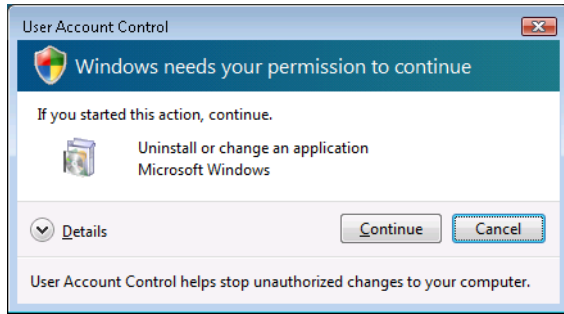 User Account Control
Windows needs your permission to continue
If you started this action, continue.
Uninstall or change an application
Microsoft Windows
Details
Continue
Cancel
User Account Control helps stop unauthorized changes to your computer.